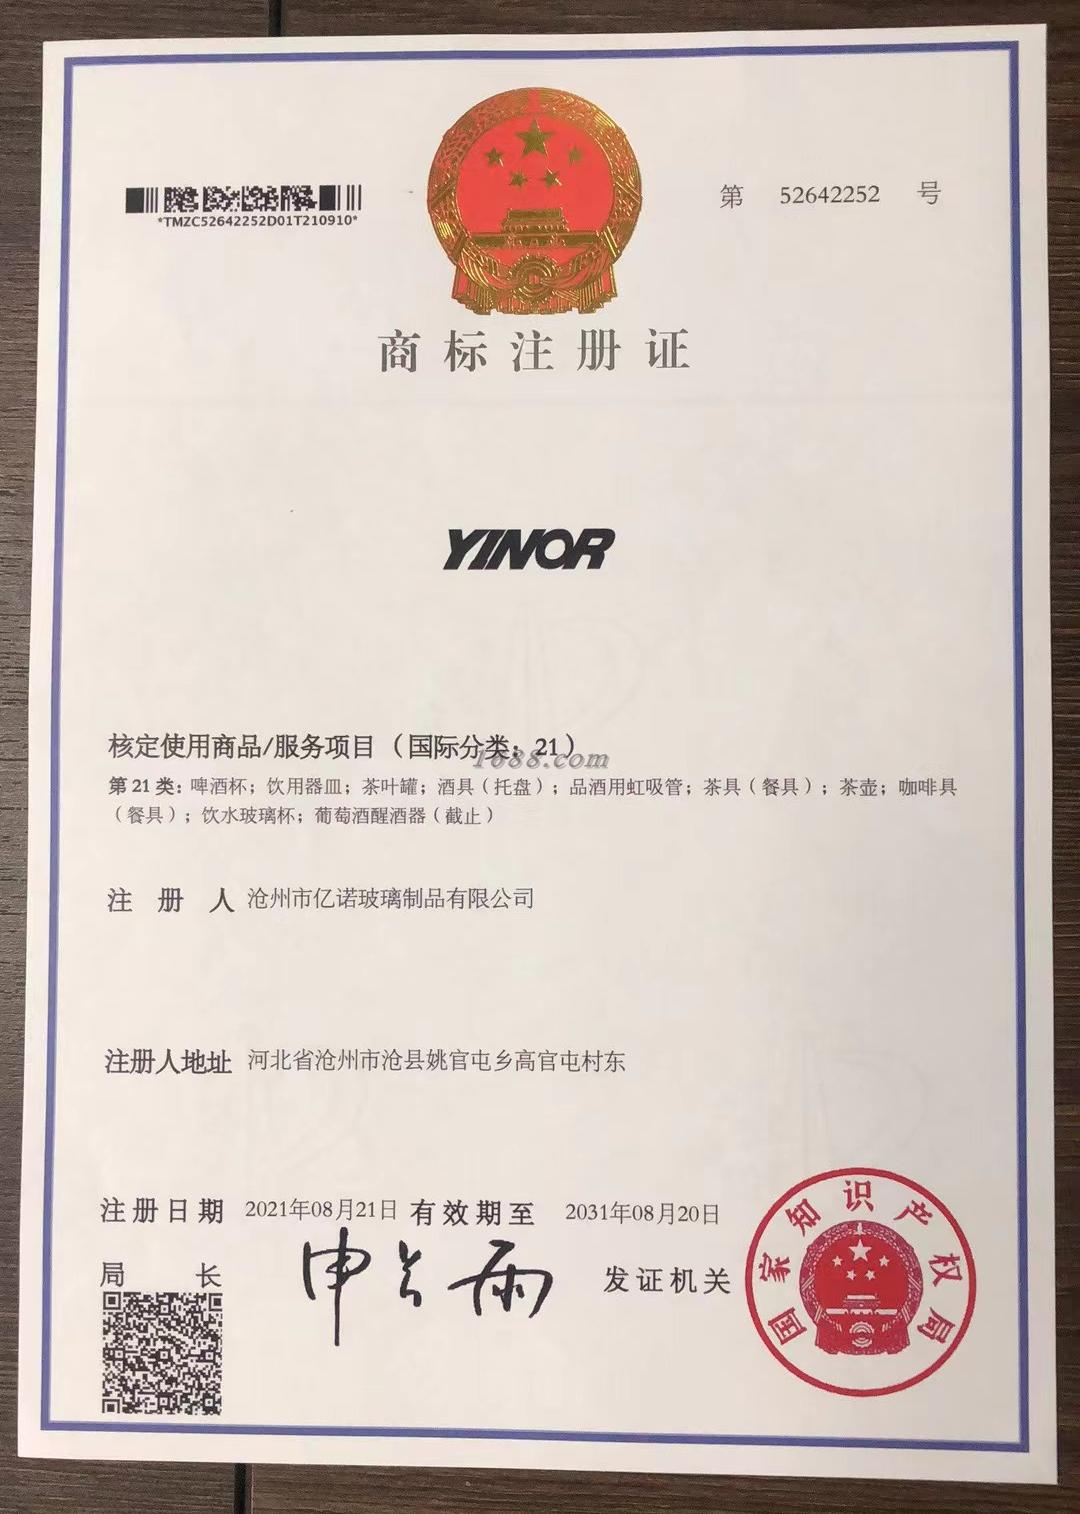 *TMZC52642252D01T210910*
第 52642252 号
商标注册证
YINOR
核定使用商品/服务项目（国际分类：21）
1688.com
第 21 类：啤酒杯；饮用器皿；茶叶罐；酒具（托盘）；品酒用虹吸管；茶具（餐具）；茶壶；咖啡具
（餐具）；饮水玻璃杯；葡萄酒醒酒器（截止）
注 册 人 沧州市亿诺玻璃制品有限公司
注册人地址 河北省沧州市沧县姚官屯乡高官屯村东
注册日期 2021年08月21日 有效期至 2031年08月20日
局 长 申长雨 发证机关
国家知识产权局